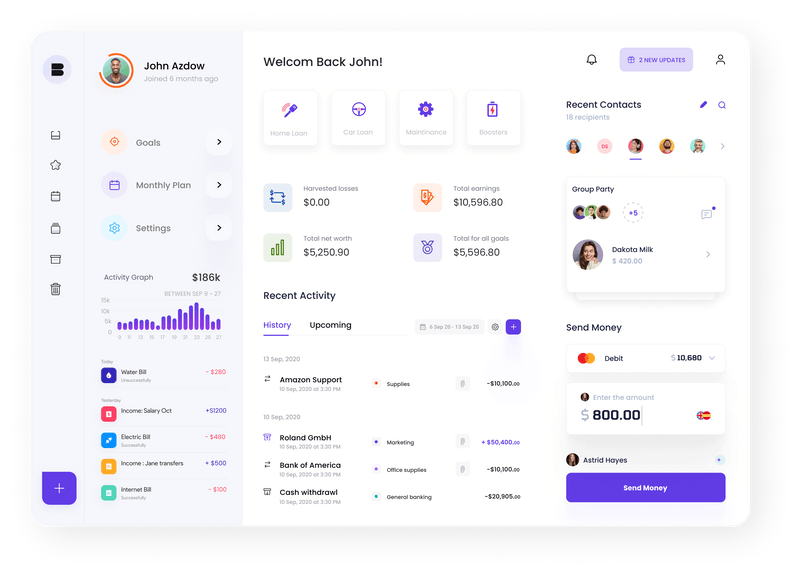 John Azdow
Joined 6 months ago
Goals
Monthly Plan
Settings
Activity Graph
$186k
BETWEEN SEP 9 - 27
15k
10k
5k
0
0 9 11 13 15 17 19 21 23 25 27
Today
Water Bill
Unsuccessfully
- $280
Yesterday
Income: Salary Oct
+$1200
Electric Bill
Successfully
- $480
Income : Jane transfers
+ $500
Internet Bill
Successfully
- $100
Welcom Back John!
2 NEW UPDATES
Home Loan
Car Loan
Maintinance
Boosters
Harvested losses
$0.00
Total earnings
$10,596.80
Total net worth
$5,250.90
Total for all goals
$5,596.80
Recent Activity
History
Upcoming
6 Sep 20 - 13 Sep 20
13 Sep, 2020
Amazon Support
10 Sep, 2020 at 3:30 PM
Supplies
-$10,100.00
10 Sep, 2020
Roland GmbH
10 Sep, 2020 at 3:30 PM
Marketing
+ $50,400.00
Bank of America
10 Sep, 2020 at 3:30 PM
Office supplies
-$10,100.00
Cash withdrawl
10 Sep, 2020 at 3:30 PM
General banking
-$20,905.00
Recent Contacts
18 recipients
DS
Group Party
+5
Dakota Milk
$ 420.00
Send Money
Debit
$ 10,680
Enter the amount
$ 800.00
Astrid Hayes
Send Money